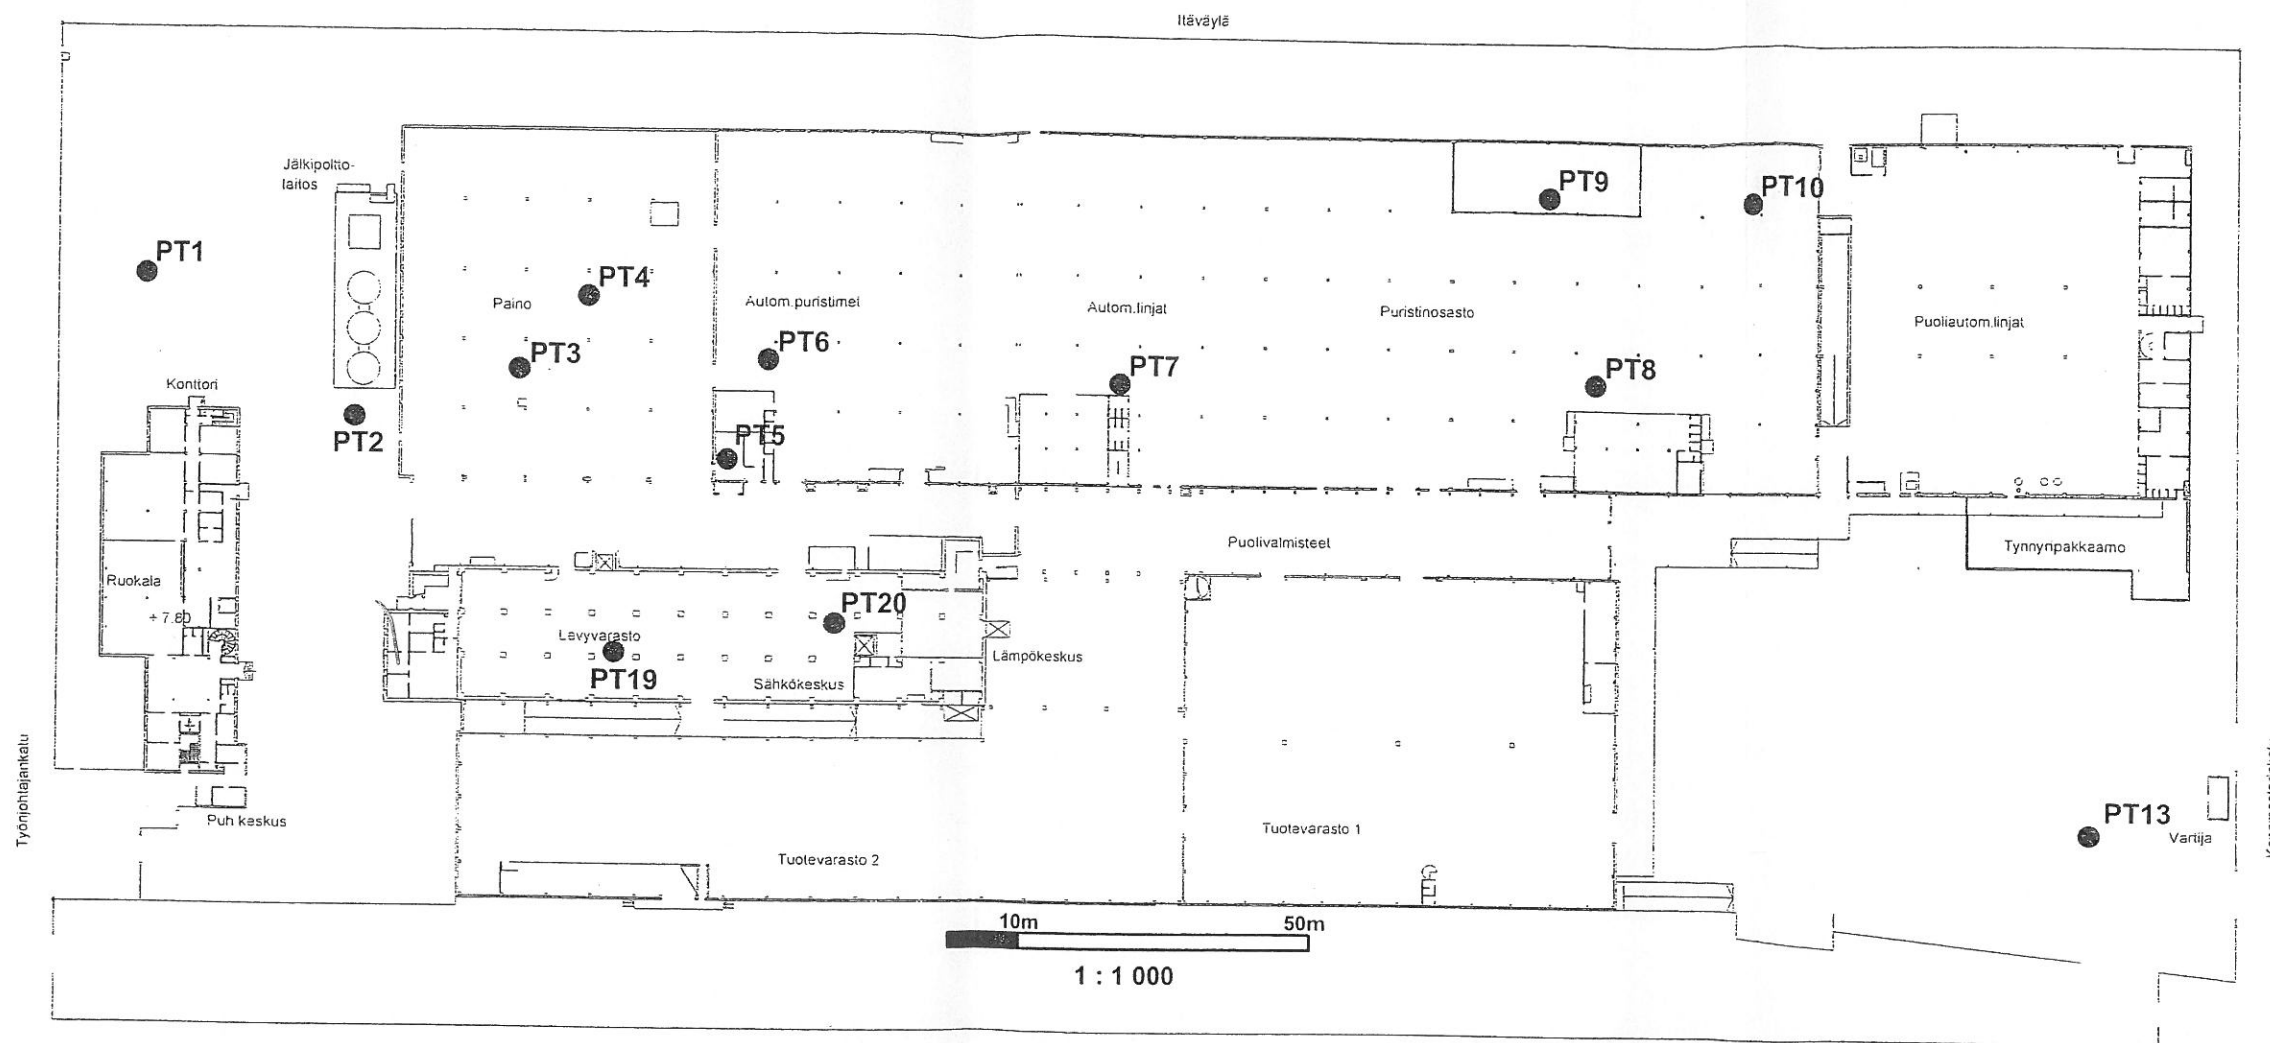 Itäväylä
Jälkipoltto-
laitos
PT9
PT10
PT1
PT4
Paino
Autom.puristimet
Autom.linjat
Puristinosasto
Puoliautom.linjat
PT6
PT3
PT7
PT8
Konttori
PT2
PT5
Puolivalmisteet
Tynnyripakkaamo
Ruokala
+ 7.80
PT20
Levyvarasto
Lämpökeskus
PT19
Sähkökeskus
Työnjohtajankatu
Puh keskus
PT13
Tuotevarasto 1
Vartija
Tuotevarasto 2
10m
50m
1 : 1 000